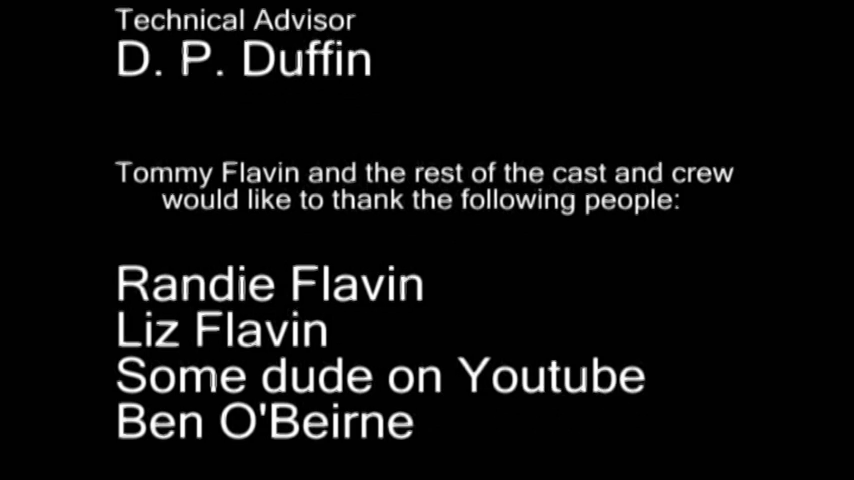 Technical Advisor
D. P. Duffin
Tommy Flavin and the rest of the cast and crew
would like to thank the following people:
Randie Flavin
Liz Flavin
Some dude on Youtube
Ben O'Beirne